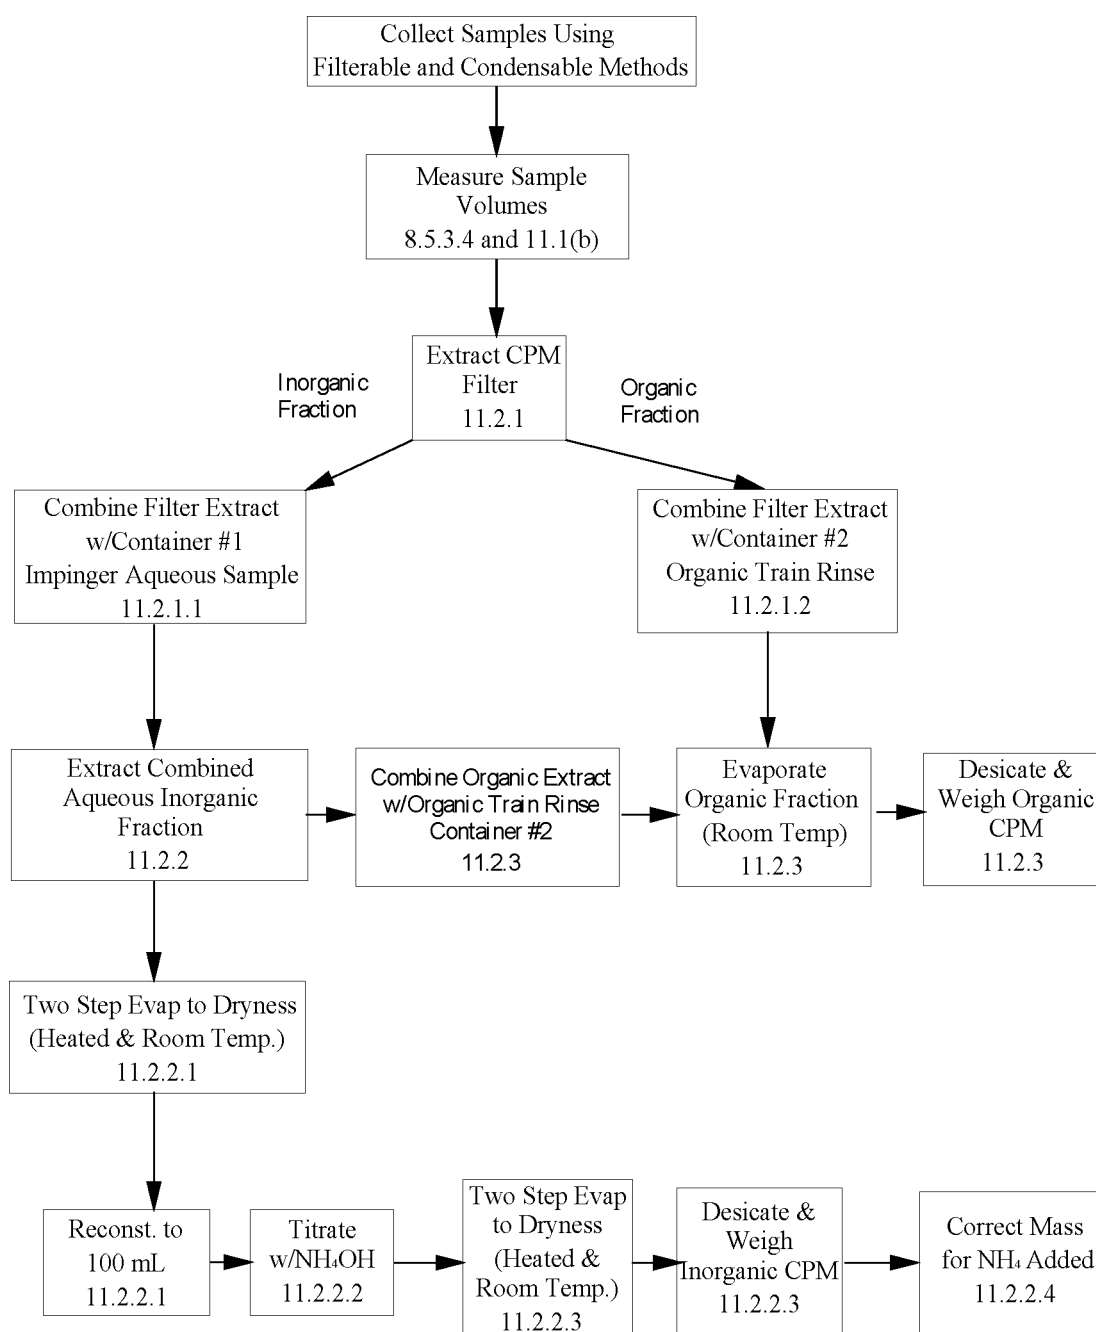 Collect Samples Using
Filterable and Condensable Methods
Measure Sample
Volumes
8.5.3.4 and 11.1(b)
Extract CPM
Filter
11.2.1
Inorganic
Fraction
Organic
Fraction
Combine Filter Extract
w/Container #1
Impinger Aqueous Sample
11.2.1.1
Combine Filter Extract
w/Container #2
Organic Train Rinse
11.2.1.2
Extract Combined
Aqueous Inorganic
Fraction
11.2.2
Combine Organic Extract
w/Organic Train Rinse
Container #2
11.2.3
Evaporate
Organic Fraction
(Room Temp)
11.2.3
Desicate &
Weigh Organic
CPM
11.2.3
Two Step Evap to Dryness
(Heated & Room Temp.)
11.2.2.1
Reconst. to
100 mL
11.2.2.1
Titrate
w/NH₄OH
11.2.2.2
Two Step Evap
to Dryness
(Heated &
Room Temp.)
11.2.2.3
Desicate &
Weigh
Inorganic CPM
11.2.2.3
Correct Mass
for NH₄ Added
11.2.2.4